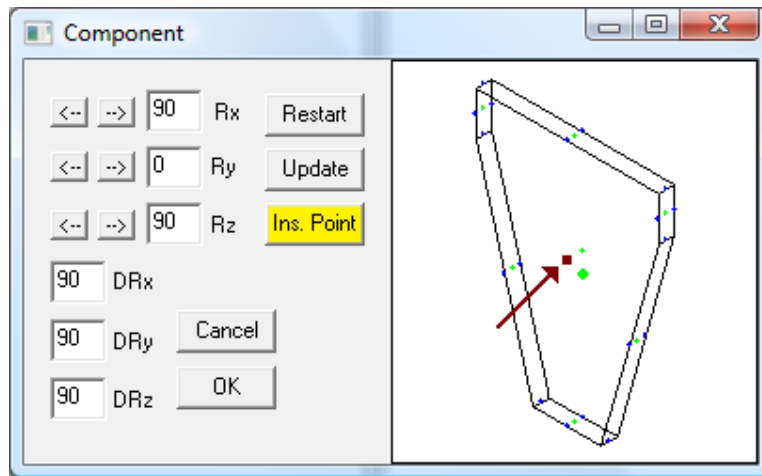 Component
<-- --> 90 Rx Restart
<-- --> 0 Ry Update
<-- --> 90 Rz Ins. Point
90 DRx
90 DRy Cancel
90 DRz OK